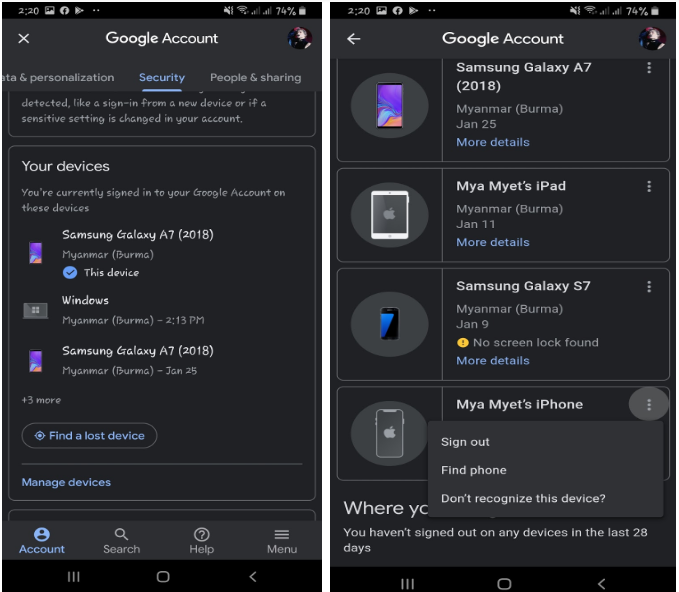 2:20
74%
Google Account
ata & personalization
Security
People & sharing
detected, like a sign-in from a new device or if a
sensitive setting is changed in your account.
Your devices
You're currently signed in to your Google Account on
these devices
Samsung Galaxy A7 (2018)
Myanmar (Burma)
This device
Windows
Myanmar (Burma) – 2:13 PM
Samsung Galaxy A7 (2018)
Myanmar (Burma) – Jan 25
+3 more
Find a lost device
Manage devices
Account
Search
Help
Menu
2:20
74%
Google Account
Samsung Galaxy A7
(2018)
Myanmar (Burma)
Jan 25
More details
Mya Myet's iPad
Myanmar (Burma)
Jan 11
More details
Samsung Galaxy S7
Myanmar (Burma)
Jan 9
No screen lock found
More details
Mya Myet's iPhone
Sign out
Find phone
Don't recognize this device?
Where yo
You haven't signed out on any devices in the last 28
days